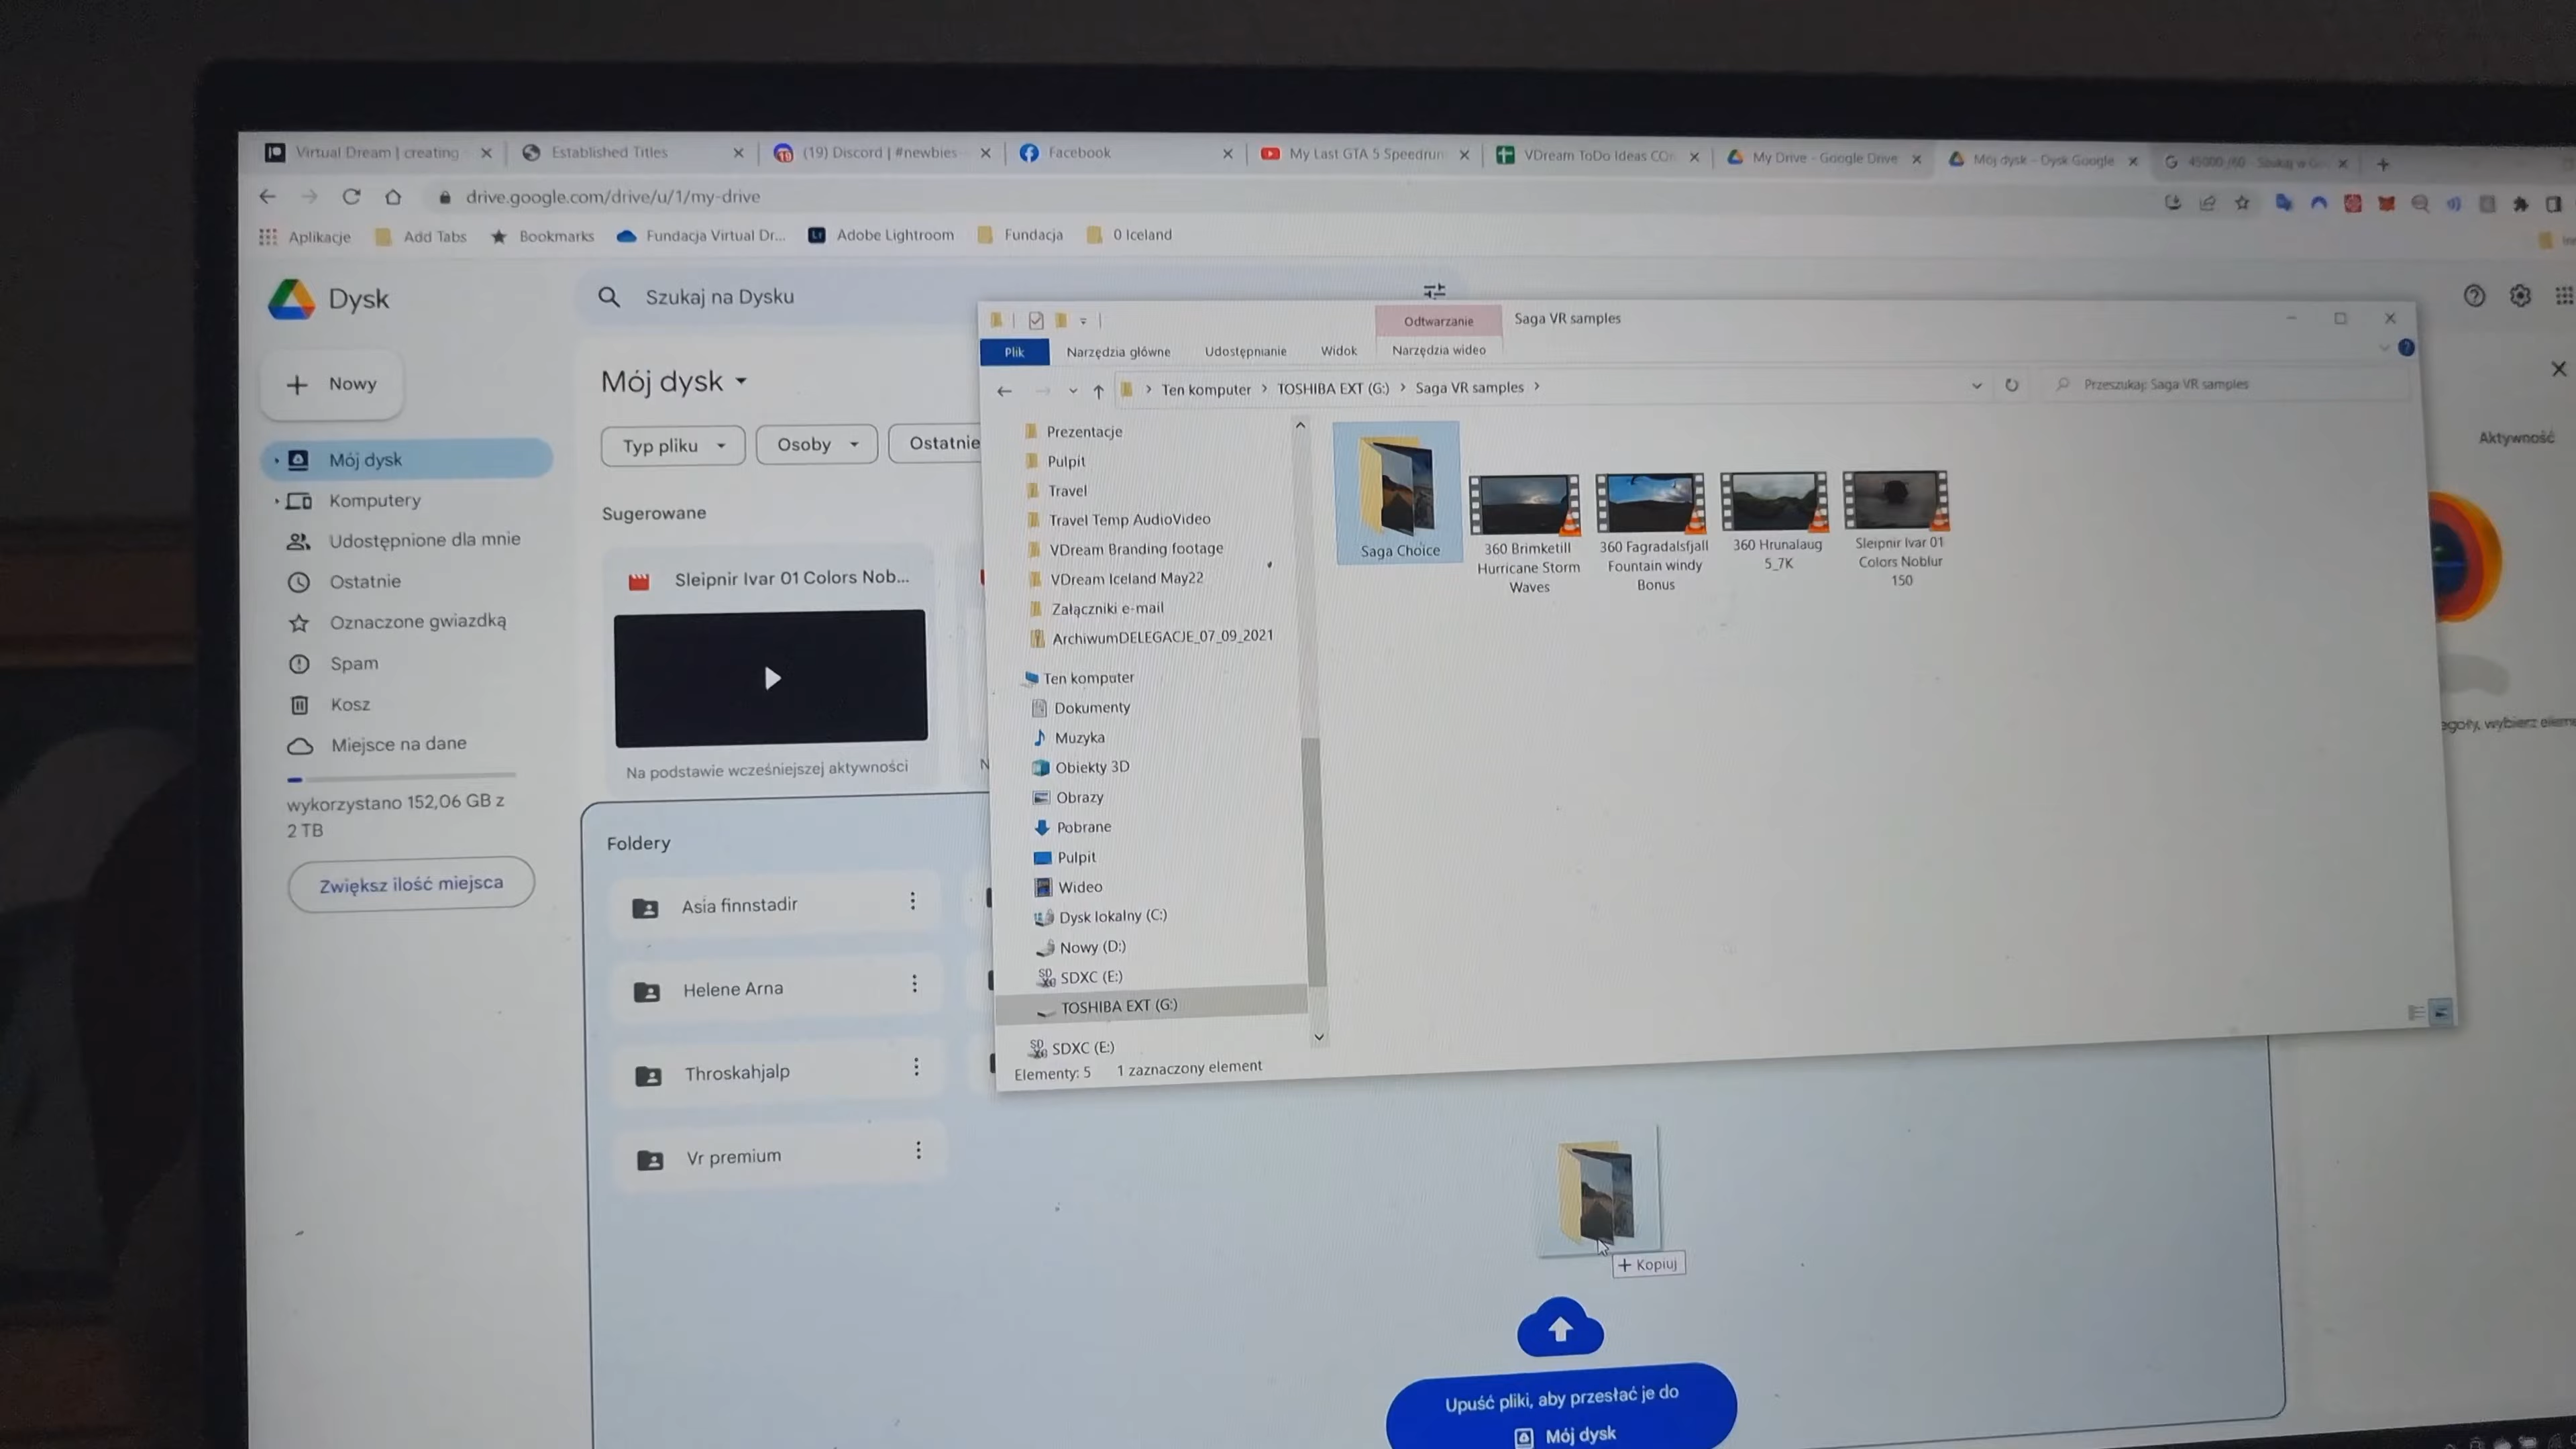 Virtual Dream | creating
Established Titles
(19) Discord | #newbies
Facebook
My Last GTA 5 Speedrun
VDream ToDo Ideas
My Drive - Google Drive
Mój dysk - Dysk Google
drive.google.com/drive/u/1/my-drive
Aplikacje
Add Tabs
Bookmarks
Fundacja Virtual Dr...
Adobe Lightroom
Fundacja
0 Iceland
Dysk
Szukaj na Dysku
Nowy
Mój dysk
Komputery
Udostępnione dla mnie
Ostatnie
Oznaczone gwiazdką
Spam
Kosz
Miejsce na dane
wykorzystano 152,06 GB z
2 TB
Zwiększ ilość miejsca
Mój dysk
Typ pliku
Osoby
Ostatnie
Sugerowane
Sleipnir Ivar 01 Colors Nob...
Na podstawie wcześniejszej aktywności
Foldery
Asia finnstadir
Helene Arna
Throskahjalp
Vr premium
Odtwarzanie
Saga VR samples
Plik
Narzędzia główne
Udostępnianie
Widok
Narzędzia wideo
Ten komputer
TOSHIBA EXT (G:)
Saga VR samples
Przeszukaj: Saga VR samples
Prezentacje
Pulpit
Travel
Travel Temp AudioVideo
VDream Branding footage
VDream Iceland May22
Załączniki e-mail
ArchiwumDELEGACJE_07_09_2021
Ten komputer
Dokumenty
Muzyka
Obiekty 3D
Obrazy
Pobrane
Pulpit
Wideo
Dysk lokalny (C:)
Nowy (D:)
SDXC (E:)
TOSHIBA EXT (G:)
SDXC (E:)
Elementy: 5
1 zaznaczony element
Saga Choice
360 Brimketill
Hurricane Storm
Waves
360 Fagradalsfjall
Fountain windy
Bonus
360 Hrunalaug
5_7K
Sleipnir Ivar 01
Colors Noblur
150
Aktywność
wybierz
+ Kopiuj
Upuść pliki, aby przesłać je do
Mój dysk